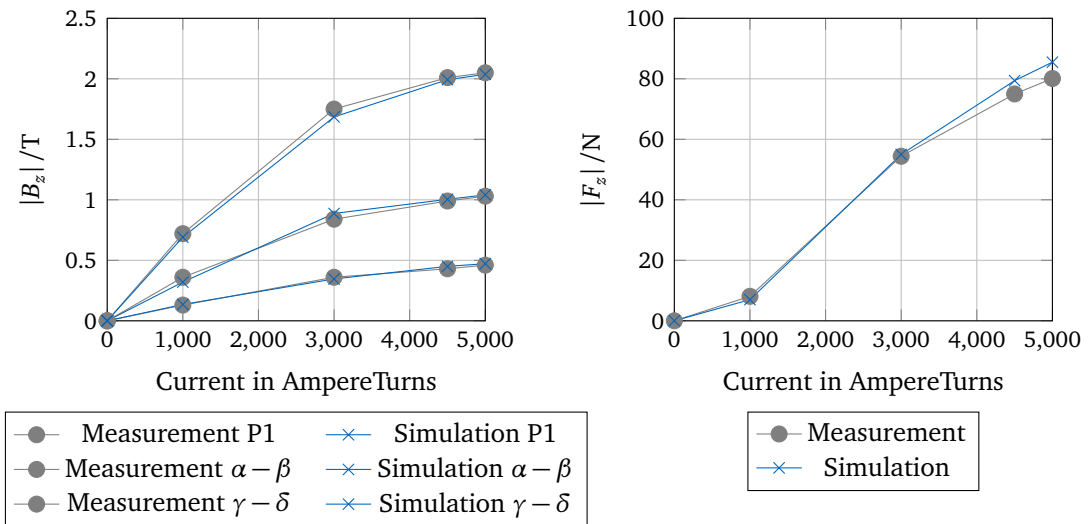 2.5
2
1.5
1
0.5
0
|B_z| /T
0 1,000 2,000 3,000 4,000 5,000
Current in AmpereTurns
Measurement P1 Simulation P1
Measurement α − β Simulation α − β
Measurement γ − δ Simulation γ − δ
100
80
60
40
20
0
|F_z| /N
0 1,000 2,000 3,000 4,000 5,000
Current in AmpereTurns
Measurement
Simulation